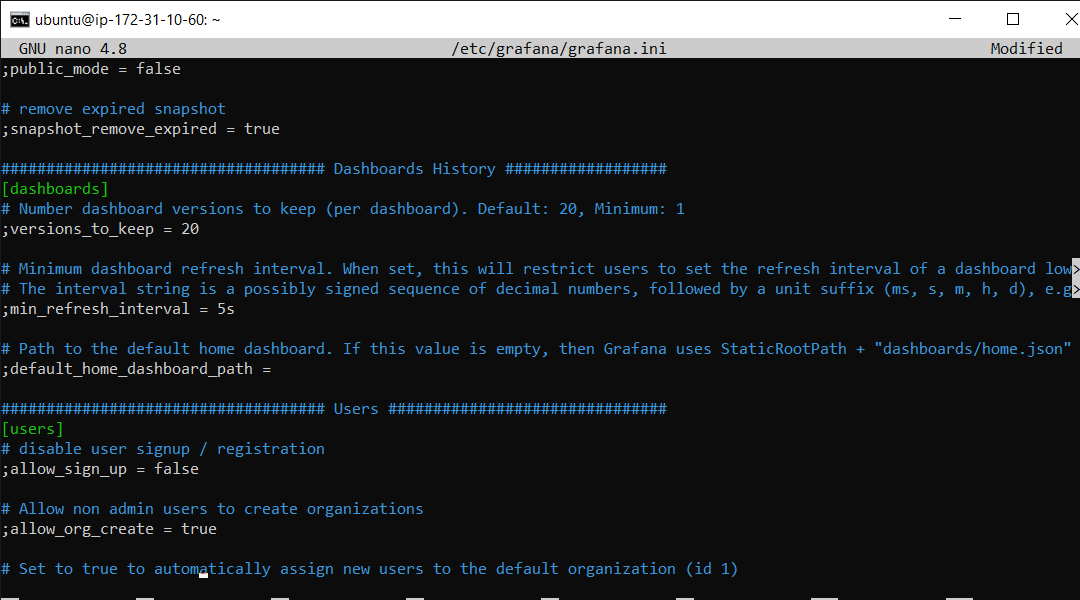 ubuntu@ip-172-31-10-60: ~
GNU nano 4.8 /etc/grafana/grafana.ini Modified
;public_mode = false
# remove expired snapshot
;snapshot_remove_expired = true
#################################### Dashboards History ##################
[dashboards]
# Number dashboard versions to keep (per dashboard). Default: 20, Minimum: 1
;versions_to_keep = 20
# Minimum dashboard refresh interval. When set, this will restrict users to set the refresh interval of a dashboard low>
# The interval string is a possibly signed sequence of decimal numbers, followed by a unit suffix (ms, s, m, h, d), e.g>
;min_refresh_interval = 5s
# Path to the default home dashboard. If this value is empty, then Grafana uses StaticRootPath + "dashboards/home.json"
;default_home_dashboard_path =
#################################### Users ###############################
[users]
# disable user signup / registration
;allow_sign_up = false
# Allow non admin users to create organizations
;allow_org_create = true
# Set to true to automatically assign new users to the default organization (id 1)